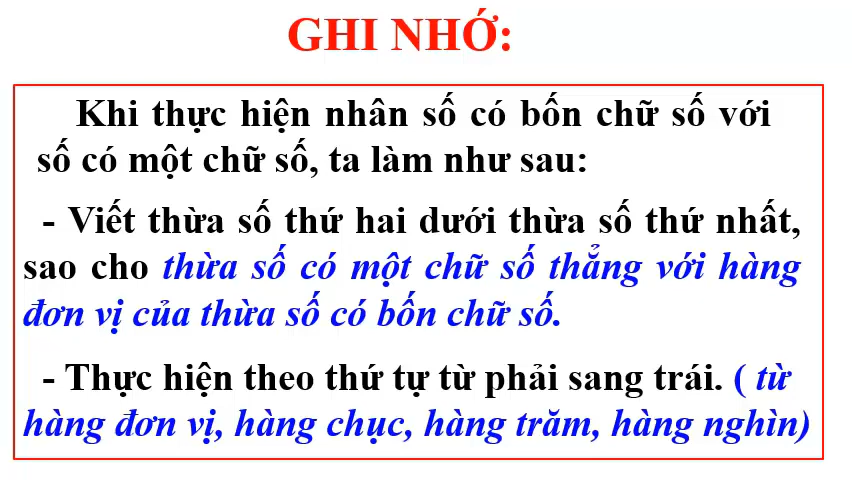 GHI NHỚ:
Khi thực hiện nhân số có bốn chữ số với
số có một chữ số, ta làm như sau:
- Viết thừa số thứ hai dưới thừa số thứ nhất,
sao cho thừa số có một chữ số thẳng với hàng
đơn vị của thừa số có bốn chữ số.
- Thực hiện theo thứ tự từ phải sang trái. ( từ
hàng đơn vị, hàng chục, hàng trăm, hàng nghìn)